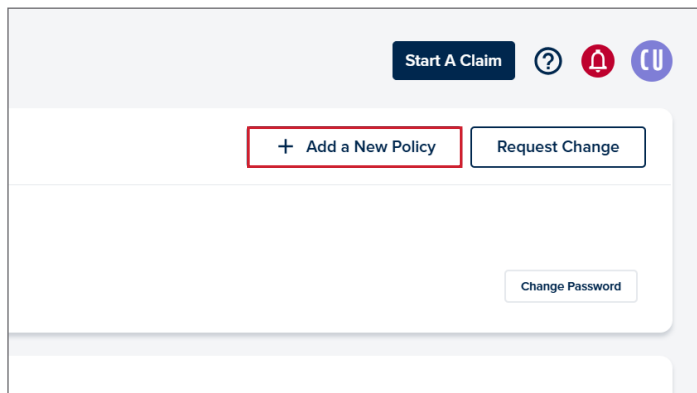 Start A Claim
CU
+ Add a New Policy
Request Change
Change Password